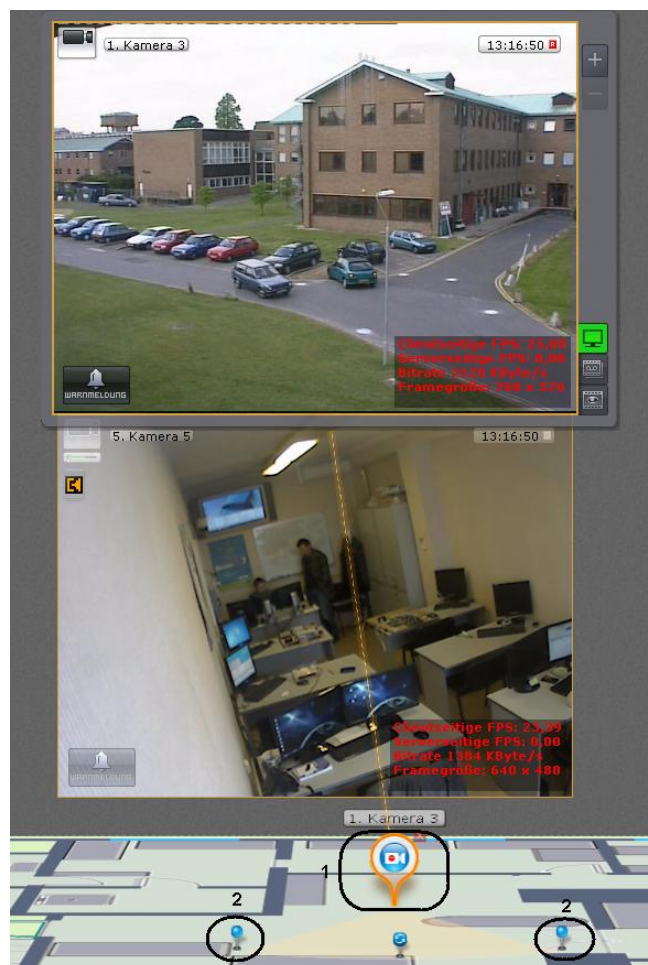 1. Kamera 3
13:16:50 R
WARNMELDUNG
Clientseitige FPS: 25,00
Serverseitige FPS: 0,00
Bitrate 5120 KByte/s
Framegröße: 768 x 576
5. Kamera 5
13:16:50
WARNMELDUNG
Clientseitige FPS: 23,39
Serverseitige FPS: 0,00
Bitrate 1384 KByte/s
Framegröße: 640 x 480
1. Kamera 3
1
2
2